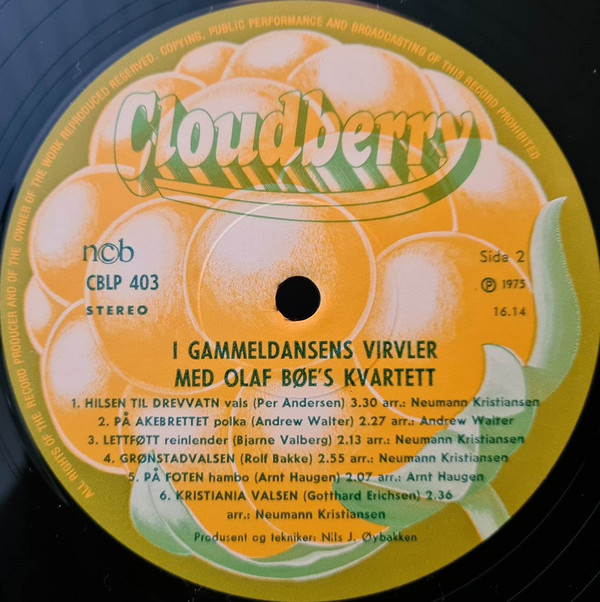 ALL RIGHTS OF THE RECORD PRODUCER AND OF THE OWNER OF THE WORK REPRODUCED RESERVED. COPYING, PUBLIC PERFORMANCE AND BROADCASTING OF THIS RECORD PROHIBITED
Cloudberry
ncb
CBLP 403
STEREO
Side 2
℗ 1975
16.14
I GAMMELDANSENS VIRVLER
MED OLAF BØE'S KVARTETT
1. HILSEN TIL DREVVATN vals (Per Andersen) 3.30 arr.: Neumann Kristiansen
2. PÅ AKEBRETTET polka (Andrew Walter) 2.27 arr.: Andrew Walter
3. LETTFØTT reinlender (Bjarne Valberg) 2.13 arr.: Neumann Kristiansen
4. GRØNSTADVALSEN (Rolf Bakke) 2.55 arr.: Neumann Kristiansen
5. PÅ FOTEN hambo (Arnt Haugen) 2.07 arr.: Arnt Haugen
6. KRISTIANIA VALSEN (Gotthard Erichsen) 2.36
arr.: Neumann Kristiansen
Produsent og tekniker: Nils J. Øybakken